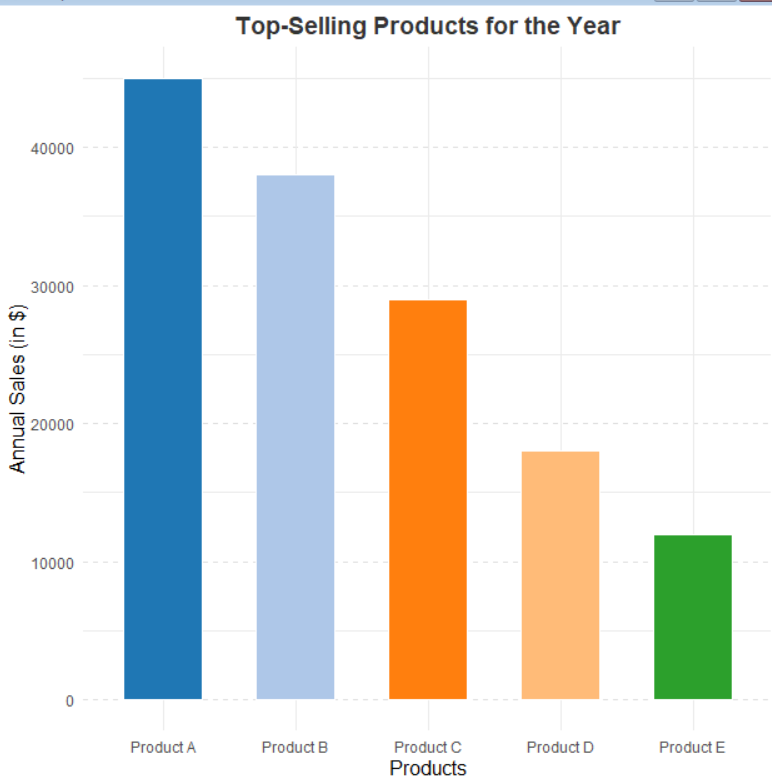 Top-Selling Products for the Year
Annual Sales (in $)
40000
30000
20000
10000
0
Product A
Product B
Product C
Product D
Product E
Products